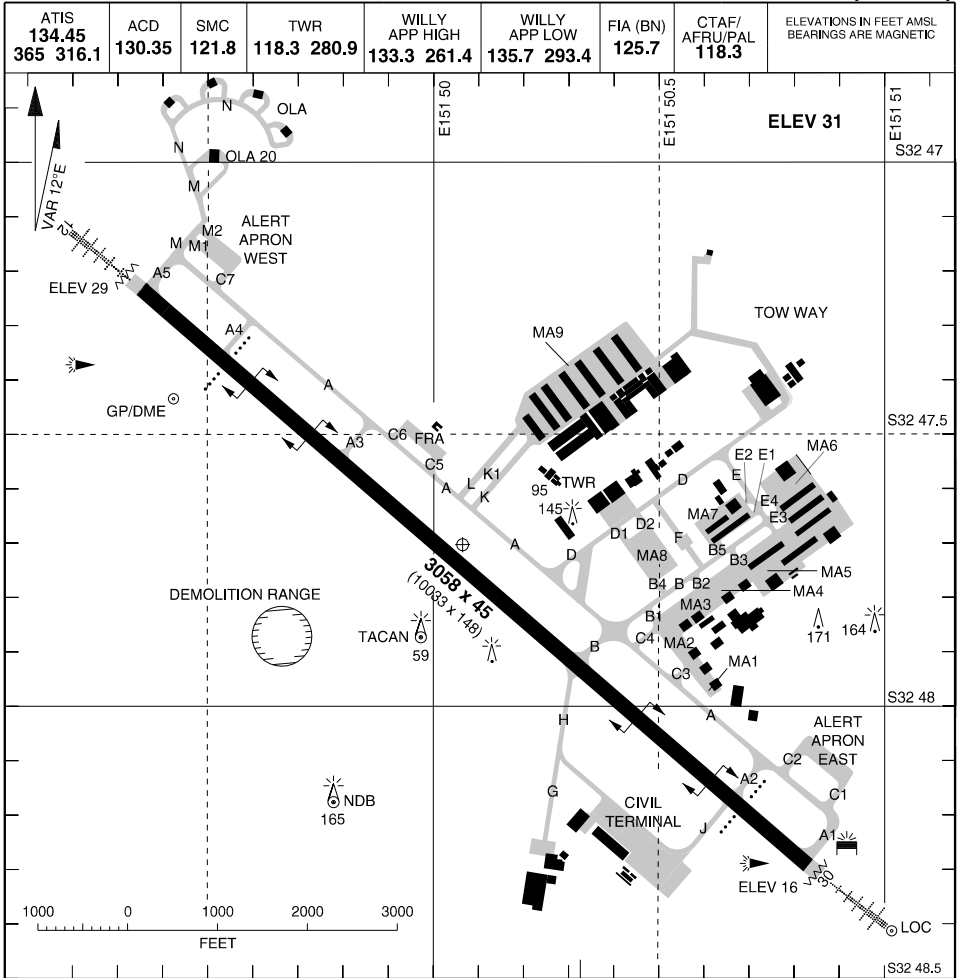 ATIS
134.45
365 316.1
ACD
130.35
SMC
121.8
TWR
118.3 280.9
WILLY
APP HIGH
133.3 261.4
WILLY
APP LOW
135.7 293.4
FIA (BN)
125.7
CTAF/
AFRU/PAL
118.3
ELEVATIONS IN FEET AMSL
BEARINGS ARE MAGNETIC
E151 50
E151 50.5
E151 51
ELEV 31
S32 47
VAR 12°E
N
OLA
N
OLA 20
M
M2
M M1
ALERT
APRON
WEST
12
A5
C7
ELEV 29
TOW WAY
A4
MA9
A
GP/DME
S32 47.5
A3
C6
FRA
C5
K1
A
L
K
95
TWR
145
E2 E1
MA6
E
D
E4
MA7
E3
D2
D1
F
A
D
MA8
B5
B3
MA5
B4 B B2
MA4
3058 x 45
(10033 x 148)
DEMOLITION RANGE
MA3
B1
TACAN
59
C4
MA2
171
164
B
C3
MA1
S32 48
H
A
ALERT
APRON
EAST
C2
A2
G
C1
NDB
165
CIVIL
TERMINAL
J
A1
ELEV 16
30
1000 0 1000 2000 3000
FEET
LOC
S32 48.5